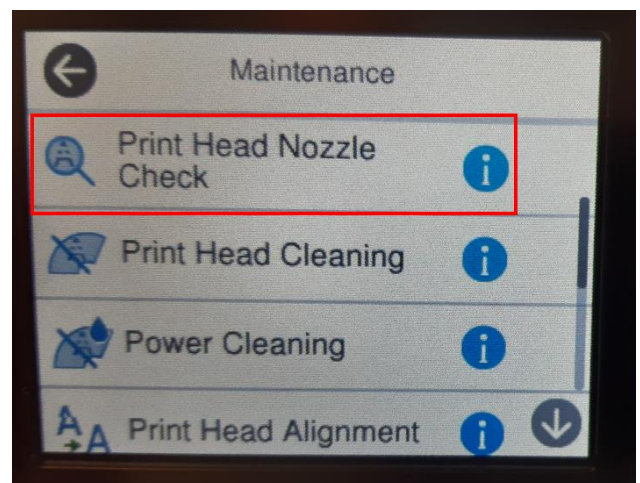 Maintenance
Print Head Nozzle
Check
Print Head Cleaning
Power Cleaning
Print Head Alignment